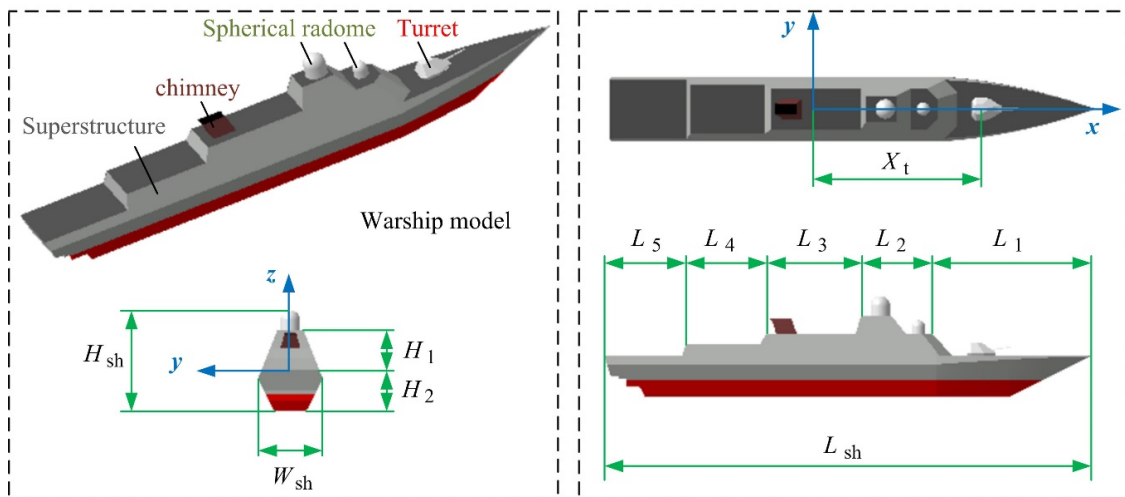 Spherical radome
Turret
chimney
Superstructure
Warship model
z
y
H sh
H 1
H 2
W sh
y
x
X t
L 5
L 4
L 3
L 2
L 1
L sh